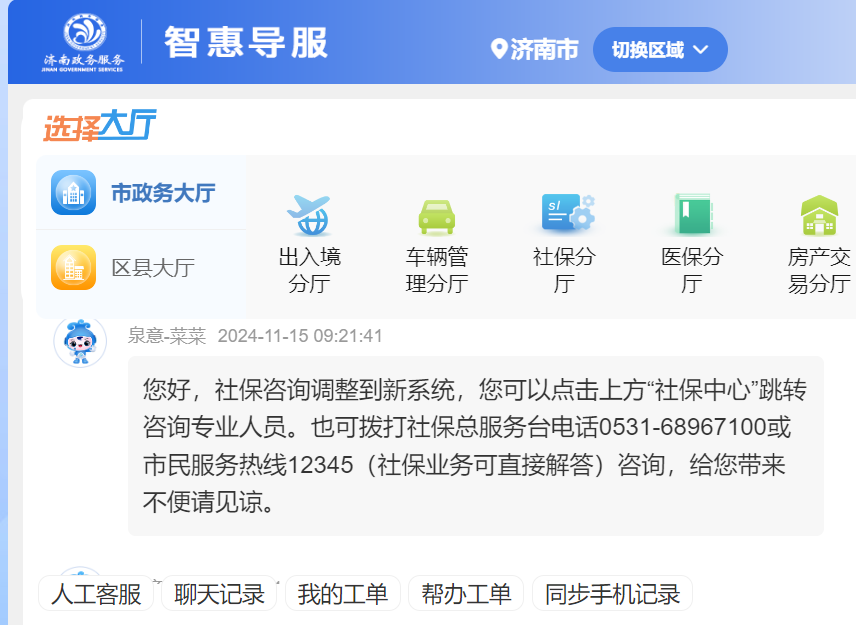 济南政务服务
JINAN GOVERNMENT SERVICES
智惠导服
济南市
切换区域
选择大厅
市政务大厅
区县大厅
出入境
分厅
车辆管
理分厅
社保分
厅
医保分
厅
房产交
易分厅
泉意-菜菜 2024-11-15 09:21:41
您好，社保咨询调整到新系统，您可以点击上方“社保中心”跳转
咨询专业人员。也可拨打社保总服务台电话0531-68967100或
市民服务热线12345（社保业务可直接解答）咨询，给您带来
不便请见谅。
人工客服
聊天记录
我的工单
帮办工单
同步手机记录